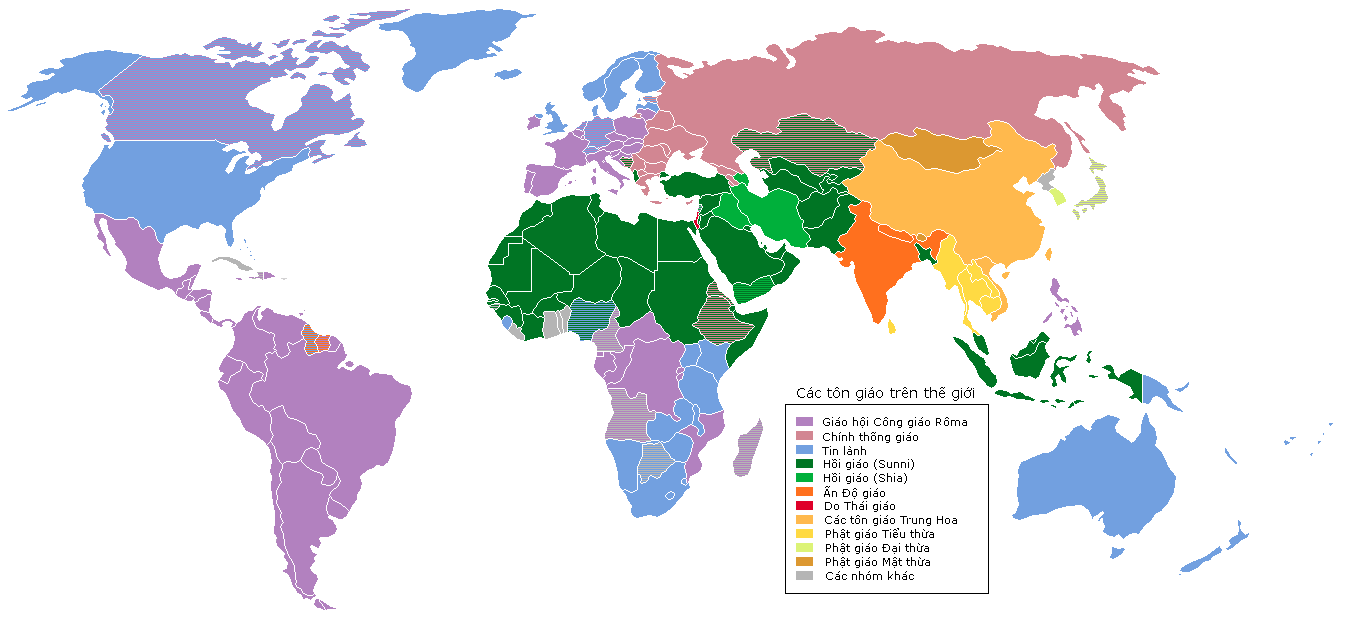 Các tôn giáo trên thế giới
Giáo hội Công giáo Rôma
Chính thống giáo
Tin lành
Hồi giáo (Sunni)
Hồi giáo (Shia)
Ấn Độ giáo
Do Thái giáo
Các tôn giáo Trung Hoa
Phật giáo Tiểu thừa
Phật giáo Đại thừa
Phật giáo Mật thừa
Các nhóm khác